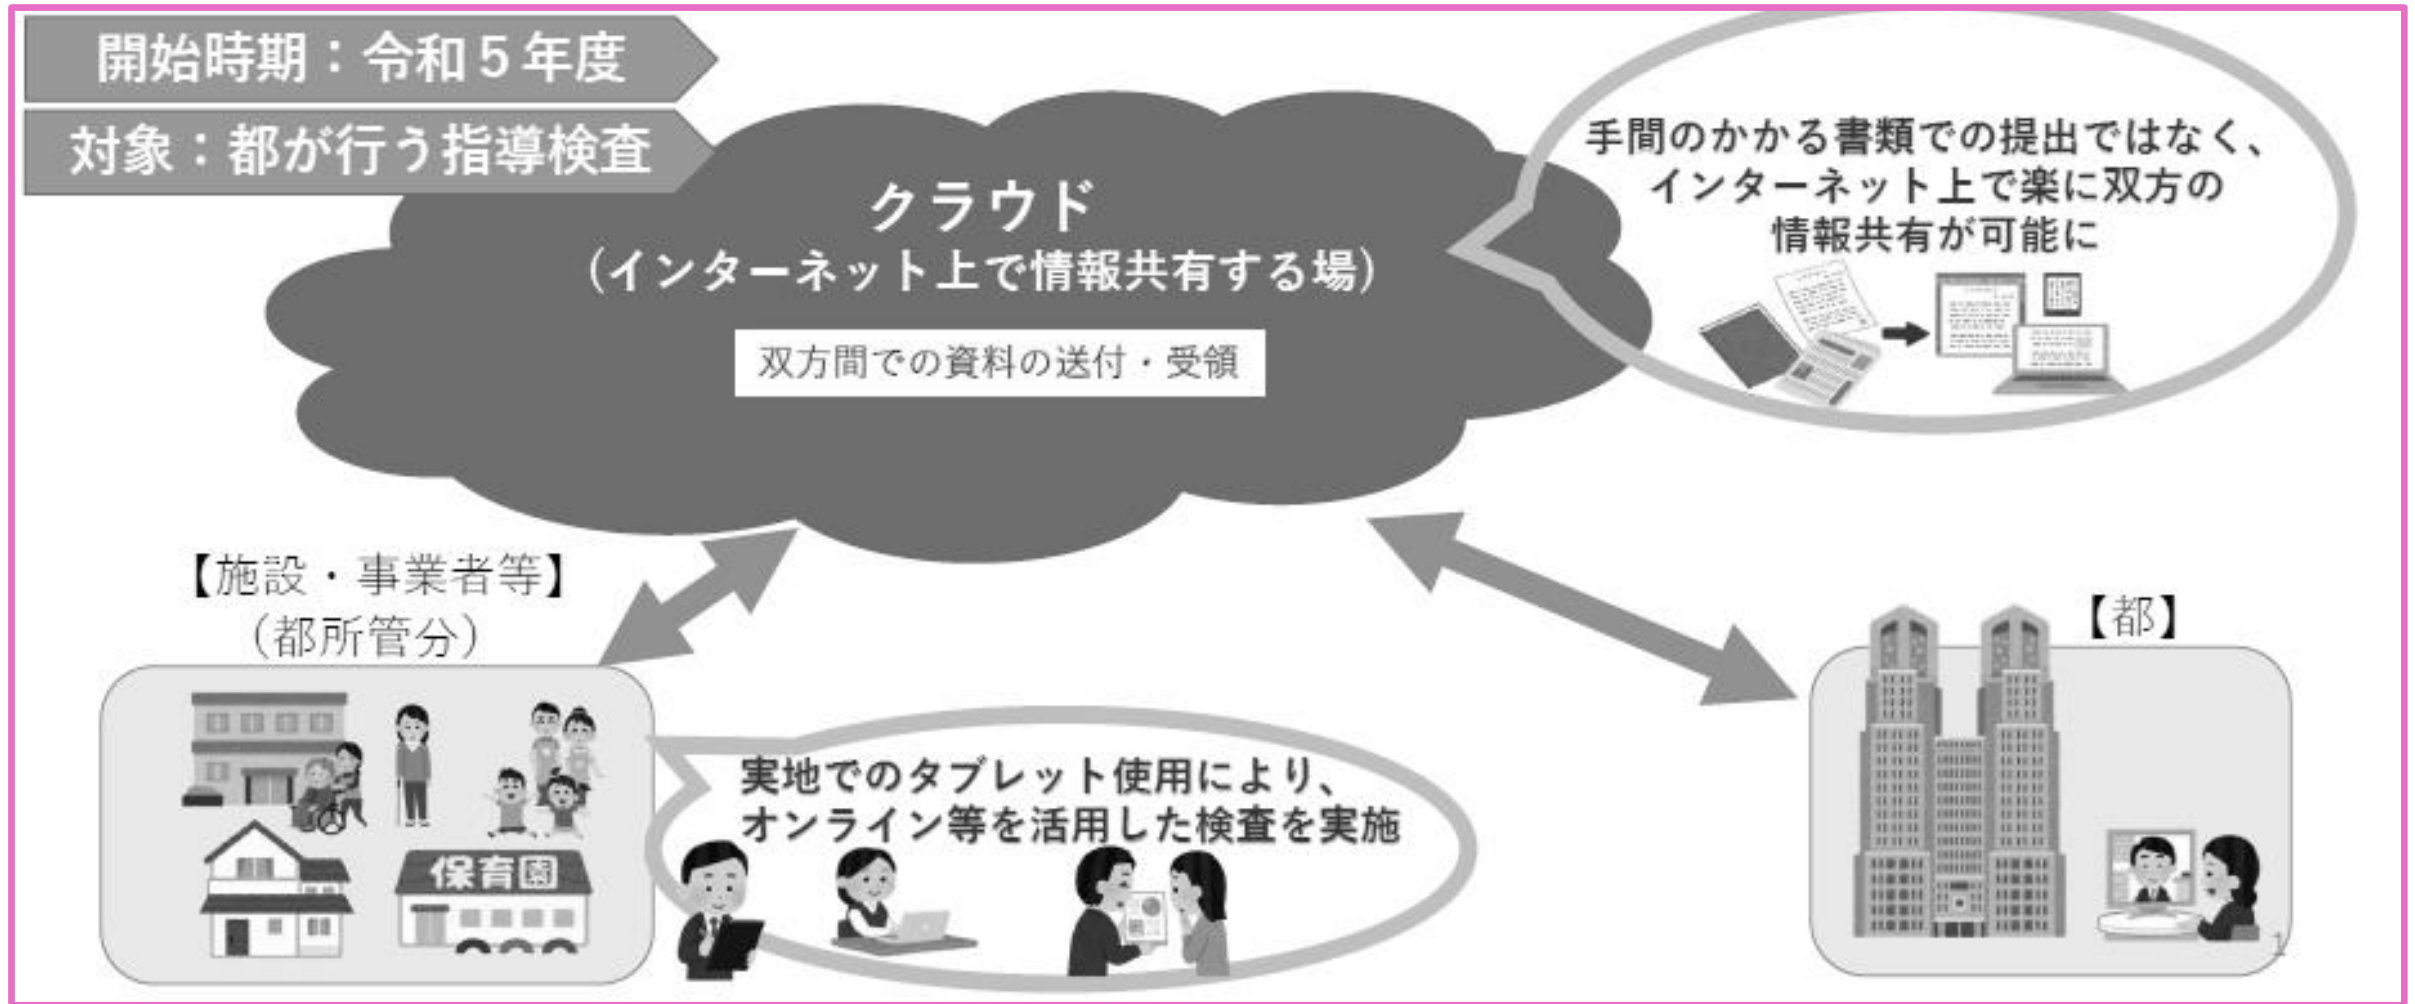 開始時期：令和５年度
対象：都が行う指導検査
クラウド
（インターネット上で情報共有する場）
双方間での資料の送付・受領
手間のかかる書類での提出ではなく、
インターネット上で楽に双方の
情報共有が可能に
【施設・事業者等】
（都所管分）
保育園
実地でのタブレット使用により、
オンライン等を活用した検査を実施
【都】
1